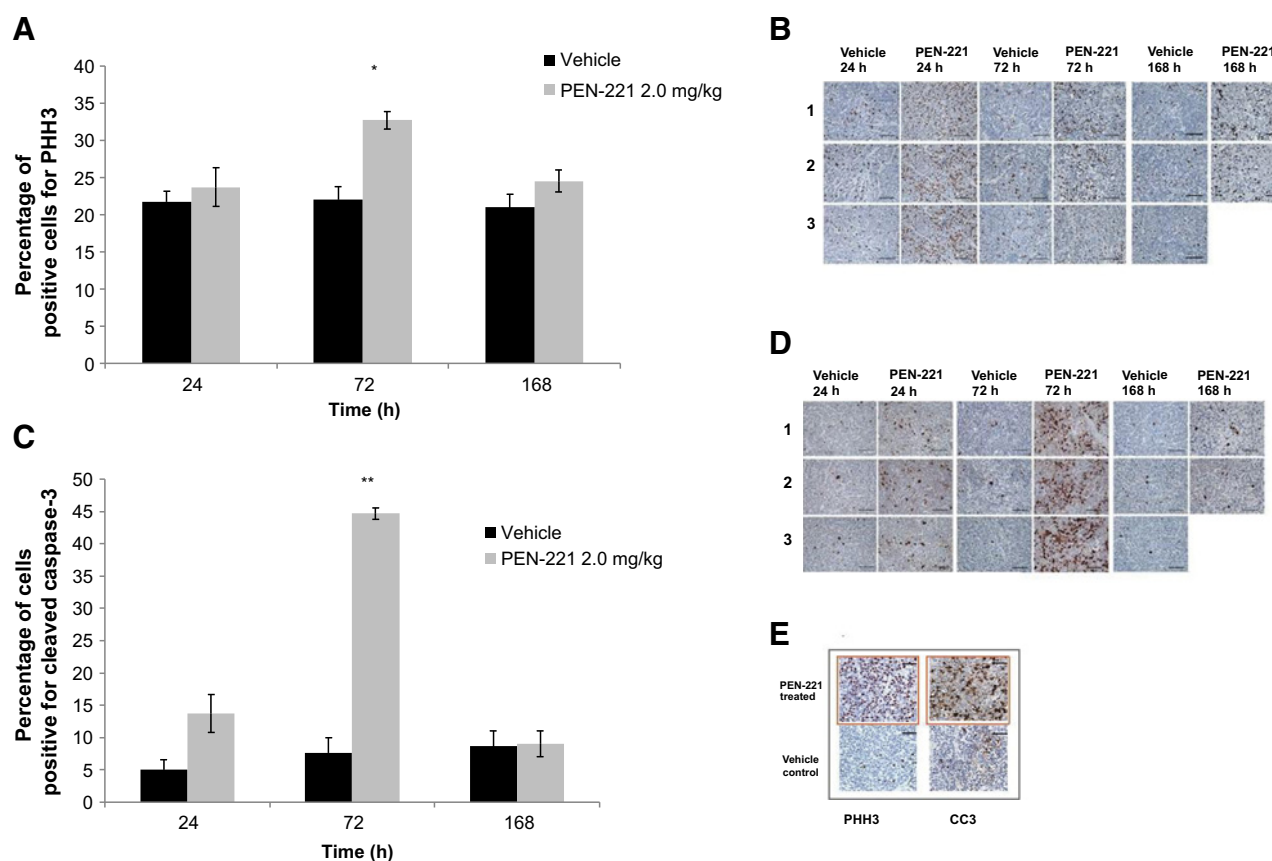 A
Percentage of
positive cells for PHH3
40
35
30
25
20
15
10
5
0
*
Vehicle
PEN-221 2.0 mg/kg
24
72
168
Time (h)
B
Vehicle PEN-221 Vehicle PEN-221 Vehicle PEN-221
24 h 24 h 72 h 72 h 168 h 168 h
1
2
3
C
Percentage of cells
positive for cleaved caspase-3
50
45
40
35
30
25
20
15
10
5
0
**
Vehicle
PEN-221 2.0 mg/kg
24
72
168
Time (h)
D
Vehicle PEN-221 Vehicle PEN-221 Vehicle PEN-221
24 h 24 h 72 h 72 h 168 h 168 h
1
2
3
E
PEN-221
treated
Vehicle
control
PHH3 CC3